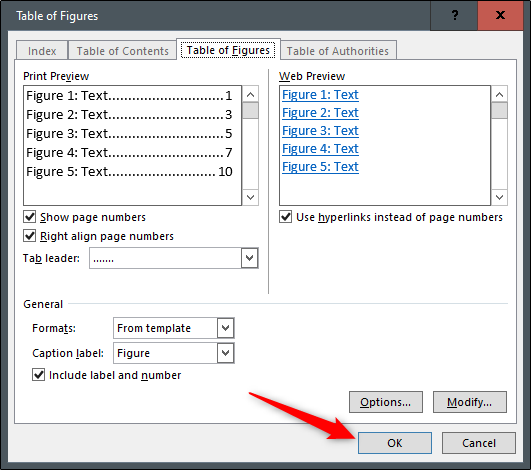 Table of Figures ?
Index Table of Contents Table of Figures Table of Authorities
Print Preview
Figure 1: Text....................................1
Figure 2: Text....................................3
Figure 3: Text....................................5
Figure 4: Text....................................7
Figure 5: Text..................................10
Show page numbers
Right align page numbers
Tab leader: .......
Web Preview
Figure 1: Text
Figure 2: Text
Figure 3: Text
Figure 4: Text
Figure 5: Text
Use hyperlinks instead of page numbers
General
Formats: From template
Caption label: Figure
Include label and number
Options... Modify...
OK Cancel